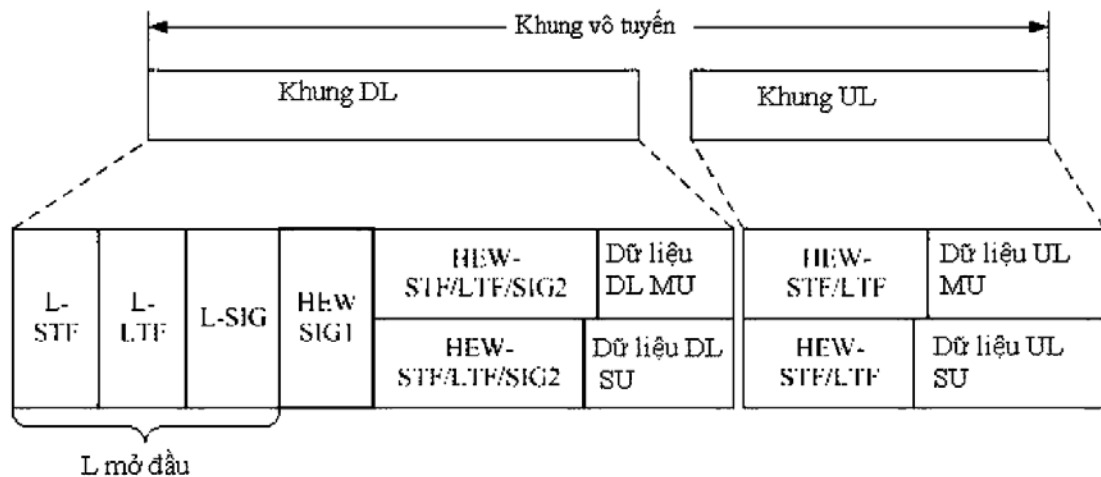 Khung vô tuyến
Khung DL
Khung UL
L-
STF
L-
LTF
L-SIG
HEW
SIG1
HEW-
STF/LTF/SIG2
Dữ liệu
DL MU
HEW-
STF/LTF/SIG2
Dữ liệu DL
SU
HEW-
STF/LTF
Dữ liệu UL
MU
HEW-
STF/LTF
Dữ liệu UL
SU
L mở đầu